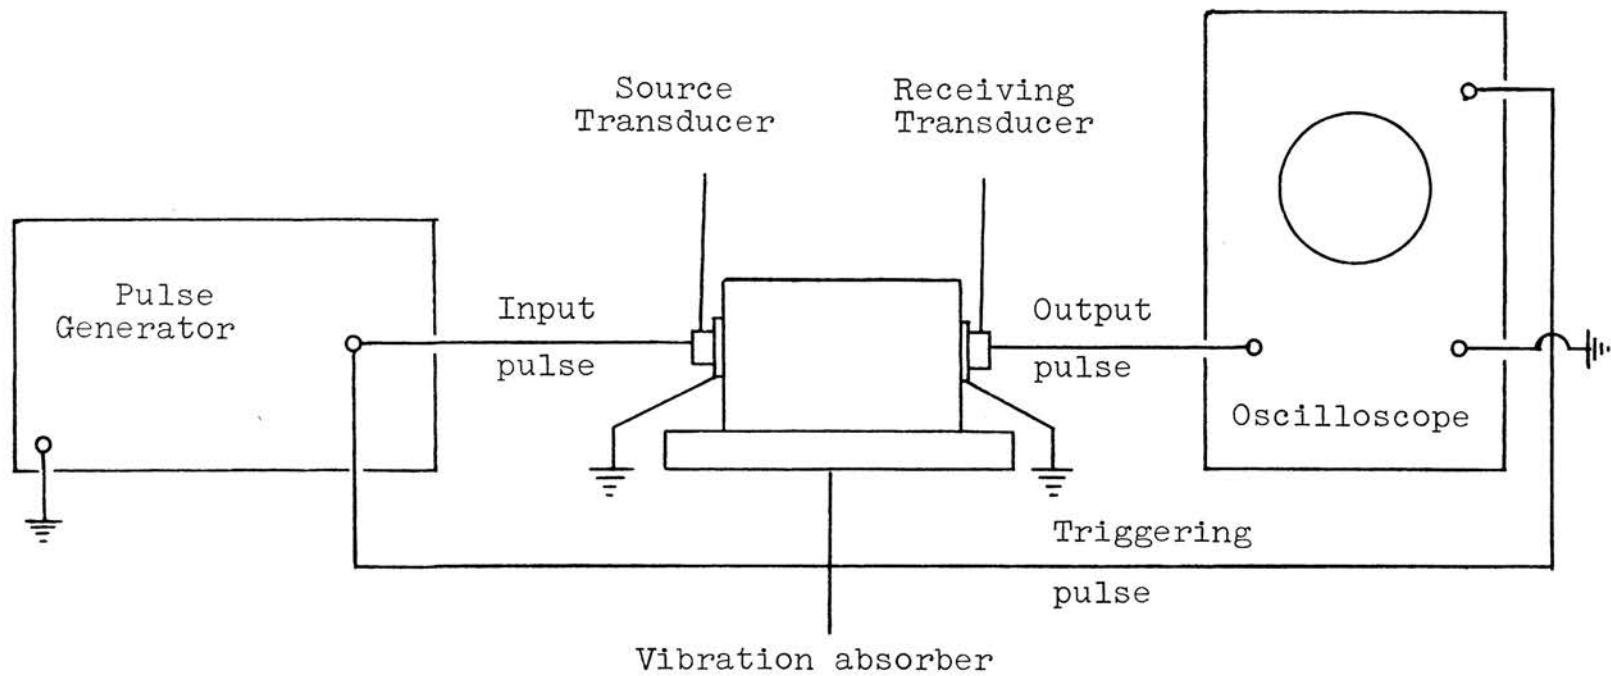 Source
Transducer
Receiving
Transducer
Pulse
Generator
Input
pulse
Output
pulse
Oscilloscope
Triggering
pulse
Vibration absorber